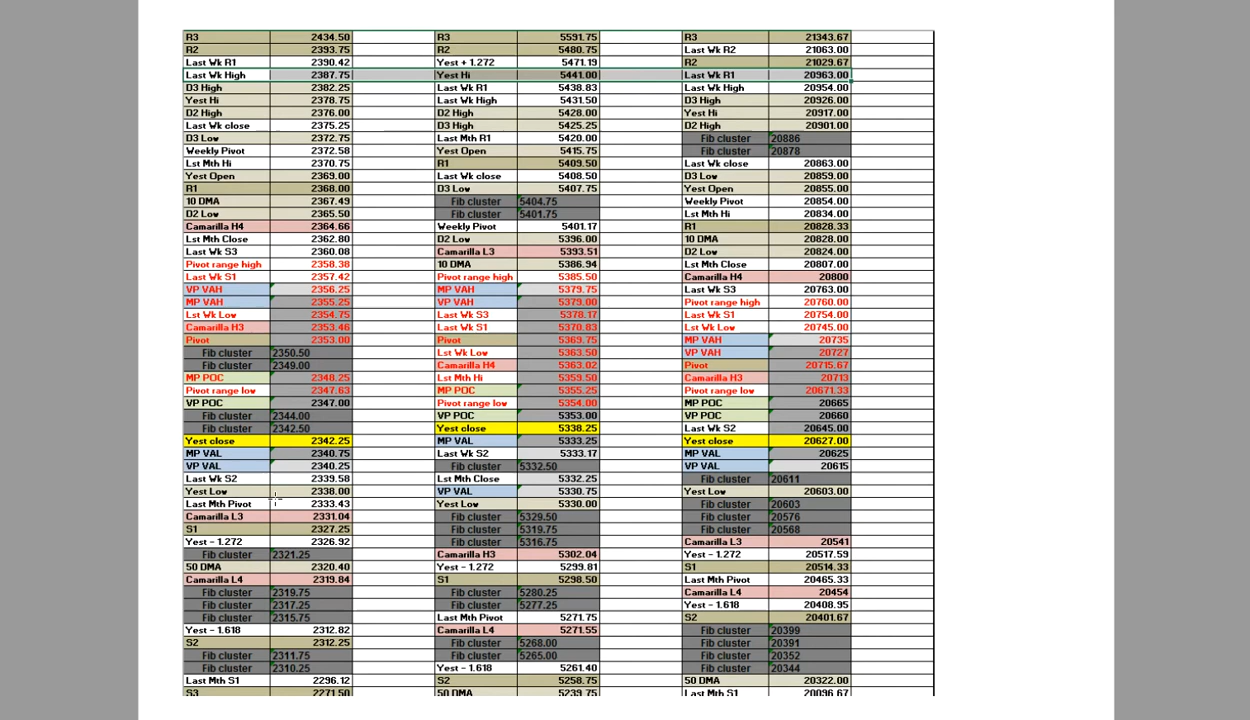 R3 2434.50 5591.75 R3 21343.67
R2 2393.75 R2 5480.75 Last Wk R2 21063.00
Last Wk R1 2390.42 Yest + 1.272 5471.19 R2 21029.67
Last Wk High 2387.75 Yest Hi 5441.00 Last Wk R1 20963.00
D3 High 2382.25 Last Wk R1 5438.83 Last Wk High 20954.00
Yest Hi 2378.75 Last Wk High 5431.50 D3 High 20926.00
D2 High 2376.00 D2 High 5428.00 Yest Hi 20917.00
Last Wk close 2375.25 D3 High 5425.25 D2 High 20901.00
D3 Low 2372.75 Last Mth R1 5420.00 Fib cluster 20886
Weekly Pivot 2372.58 Yest Open 5415.75 Fib cluster 20878
Lst Mth Hi 2370.75 R1 5409.50 Last Wk close 20863.00
Yest Open 2369.00 Last Wk close 5408.50 D3 Low 20859.00
R1 2368.00 D3 Low 5407.75 Yest Open 20855.00
10 DMA 2367.49 Fib cluster 5404.75 Weekly Pivot 20854.00
D2 Low 2365.50 Fib cluster 5401.75 Lst Mth Hi 20834.00
Camarilla H4 2364.66 Weekly Pivot 5401.17 R1 20828.33
Lst Mth Close 2362.80 D2 Low 5396.00 10 DMA 20828.00
Last Wk S3 2360.08 Camarilla L3 5393.51 D2 Low 20824.00
Pivot range high 2358.38 10 DMA 5386.94 Lst Mth Close 20807.00
Last Wk S1 2357.42 Pivot range high 5385.50 Camarilla H4 20800
VP VAH 2356.25 MP VAH 5379.75 Last Wk S3 20763.00
MP VAH 2355.25 VP VAH 5379.00 Pivot range high 20760.00
Lst Wk Low 2354.75 Last Wk S3 5378.17 Last Wk S1 20754.00
Camarilla H3 2353.46 Last Wk S1 5370.83 Lst Wk Low 20745.00
Pivot 2353.00 Pivot 5369.75 MP VAH 20735
Fib cluster 2350.50 Lst Wk Low 5363.50 VP VAH 20727
Fib cluster 2349.00 Camarilla H4 5363.02 Pivot 20715.67
MP POC 2348.25 Lst Mth Hi 5359.50 Camarilla H3 20713
Pivot range low 2347.63 MP POC 5355.25 Pivot range low 20671.33
VP POC 2347.00 Pivot range low 5354.00 MP POC 20665
Fib cluster 2344.00 VP POC 5353.00 VP POC 20660
Fib cluster 2342.50 Yest close 5338.25 Last Wk S2 20645.00
Yest close 2342.25 MP VAL 5333.25 Yest close 20627.00
MP VAL 2340.75 Last Wk S2 5333.17 MP VAL 20625
VP VAL 2340.25 Fib cluster 5332.50 VP VAL 20615
Last Wk S2 2339.58 Lst Mth Close 5332.25 Fib cluster 20611
Yest Low 2338.00 VP VAL 5330.75 Yest Low 20603.00
Last Mth Pivot 2333.43 Yest Low 5330.00 Fib cluster 20603
Camarilla L3 2331.04 Fib cluster 5329.50 Fib cluster 20576
S1 2327.25 Fib cluster 5319.75 Fib cluster 20568
Yest - 1.272 2326.92 Fib cluster 5316.75 Camarilla L3 20541
Fib cluster 2321.25 Camarilla H3 5302.04 Yest - 1.272 20517.59
50 DMA 2320.40 Yest - 1.272 5299.81 S1 20514.33
Camarilla L4 2319.84 S1 5298.50 Last Mth Pivot 20465.33
Fib cluster 2319.75 Fib cluster 5280.25 Camarilla L4 20454
Fib cluster 2317.25 Fib cluster 5277.25 Yest - 1.618 20408.95
Fib cluster 2315.75 Last Mth Pivot 5271.75 S2 20401.67
Yest - 1.618 2312.82 Camarilla L4 5271.55 Fib cluster 20399
S2 2312.25 Fib cluster 5268.00 Fib cluster 20391
Fib cluster 2311.75 Fib cluster 5265.00 Fib cluster 20352
Fib cluster 2310.25 Yest - 1.618 5261.40 Fib cluster 20344
Last Mth S1 2296.12 S2 5258.75 50 DMA 20322.00
S3 2271.50 50 DMA 5239.75 Last Mth S1 20096.67